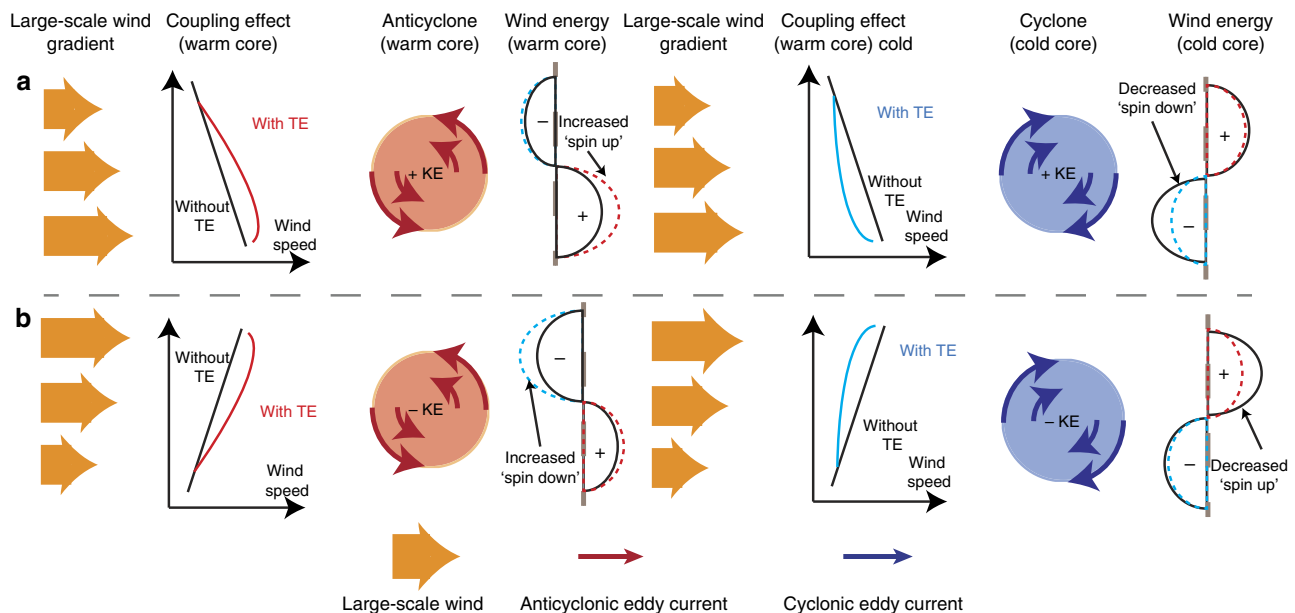 Large-scale wind
gradient
Coupling effect
(warm core)
Anticyclone
(warm core)
Wind energy
(warm core)
Large-scale wind
gradient
Coupling effect
(warm core) cold
Cyclone
(cold core)
Wind energy
(cold core)
a
With TE
Without
TE
Wind
speed
+ KE
−
Increased
'spin up'
+
With TE
Without
TE
Wind
speed
+ KE
Decreased
'spin down'
+
−
b
Without
TE
With TE
Wind
speed
− KE
−
Increased
'spin down'
+
With TE
Without
TE
Wind
speed
− KE
+
−
Decreased
'spin up'
Large-scale wind
Anticyclonic eddy current
Cyclonic eddy current